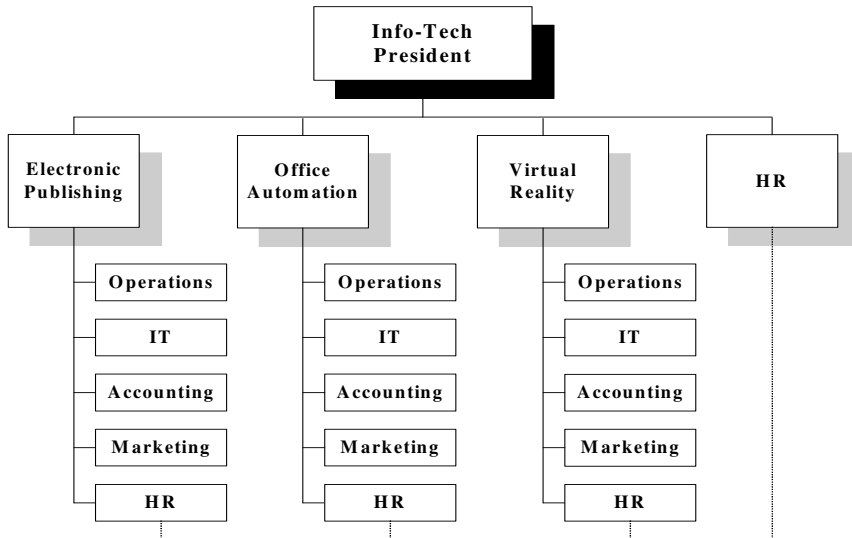 Info-Tech
President
Electronic
Publishing
Office
Automation
Virtual
Reality
HR
Operations
IT
Accounting
Marketing
HR
Operations
IT
Accounting
Marketing
HR
Operations
IT
Accounting
Marketing
HR